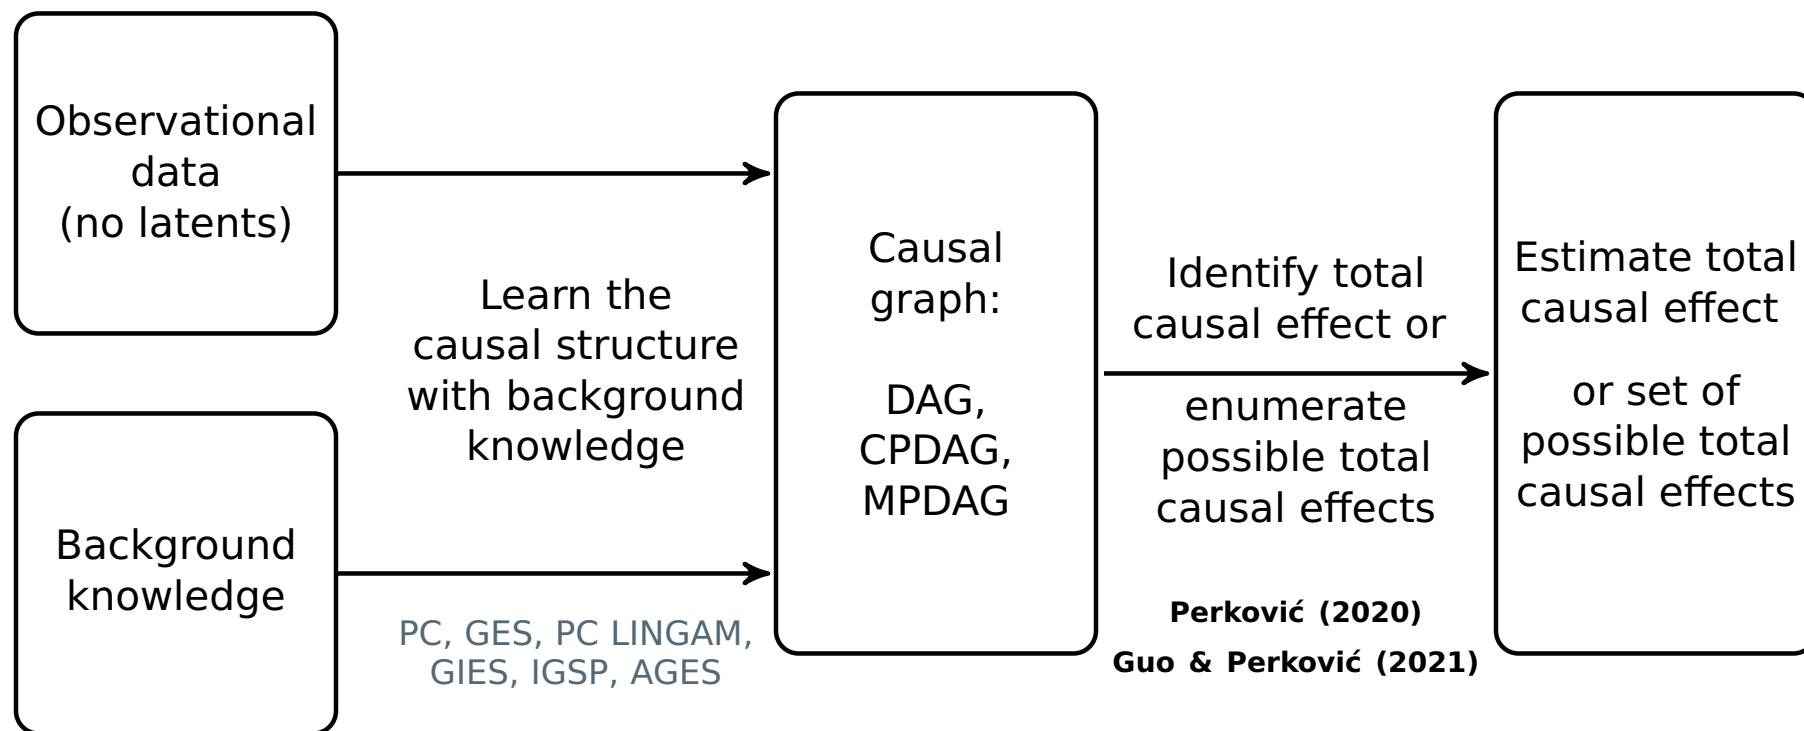 Observational
data
(no latents)
Background
knowledge
Learn the
causal structure
with background
knowledge
PC, GES, PC LINGAM,
GIES, IGSP, AGES
Causal
graph:
DAG,
CPDAG,
MPDAG
Identify total
causal effect or
enumerate
possible total
causal effects
Perković (2020)
Guo & Perković (2021)
Estimate total
causal effect
or set of
possible total
causal effects